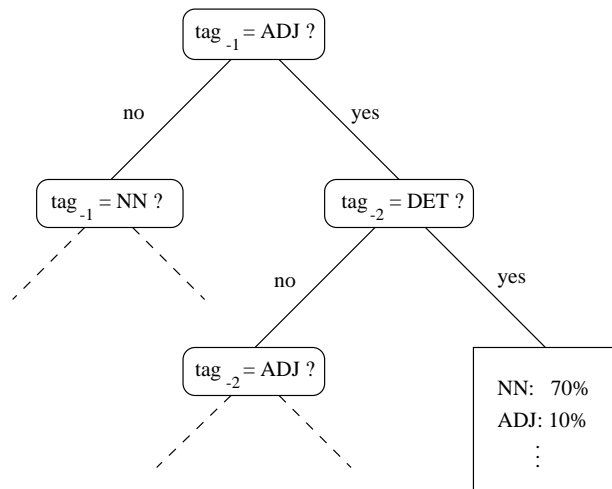 tag -1 = ADJ ?
no
yes
tag -1 = NN ?
tag -2 = DET ?
no
yes
tag -2 = ADJ ?
NN: 70%
ADJ: 10%